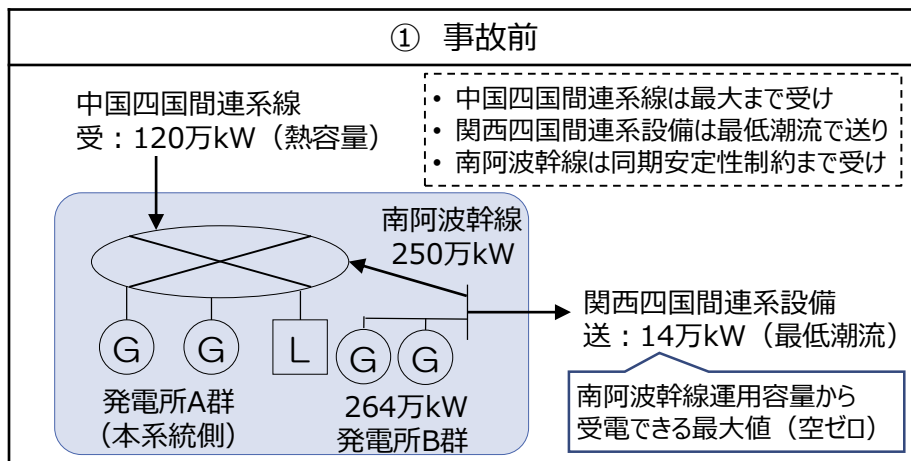 ① 事故前
中国四国間連系線
受：120万kW（熱容量）
• 中国四国間連系線は最大まで受け
• 関西四国間連系設備は最低潮流で送り
• 南阿波幹線は同期安定性制約まで受け
南阿波幹線
250万kW
G
G
L
G
G
発電所A群
（本系統側）
264万kW
発電所B群
関西四国間連系設備
送：14万kW（最低潮流）
南阿波幹線運用容量から
受電できる最大値（空ゼロ）